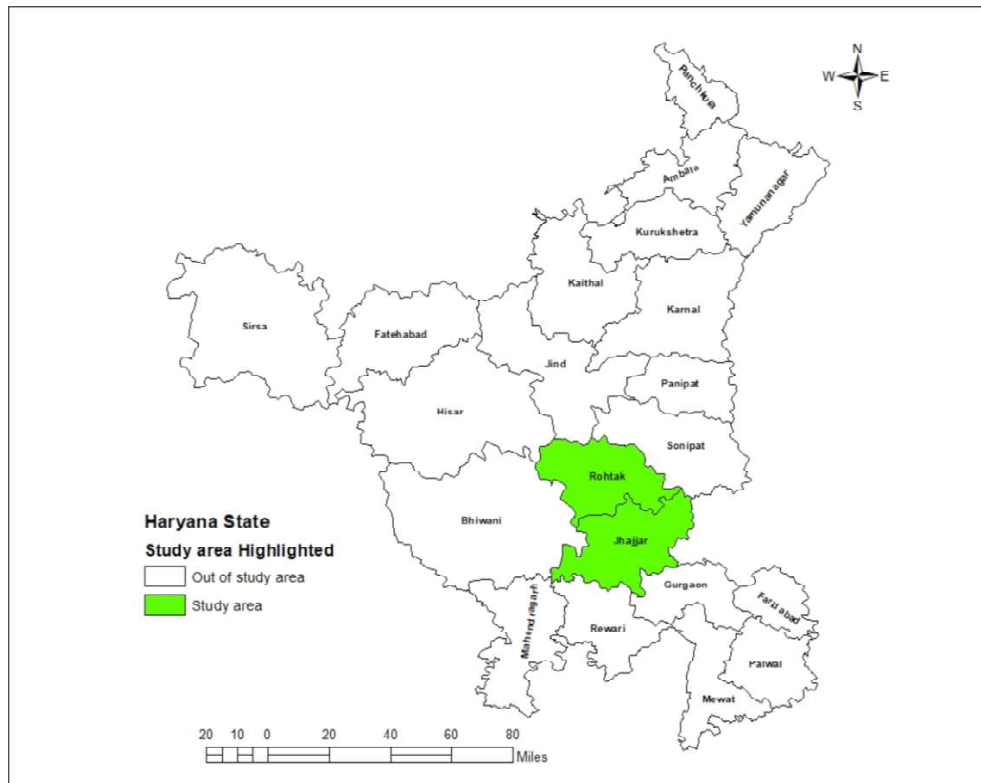 N
W E
S
Panchkula
Ambala
Yamunanagar
Kurukshetra
Kaithal
Karnal
Sirsa
Fatehabad
Jind
Panipat
Hisar
Sonipat
Rohtak
Bhiwani
Jhajjar
Haryana State
Study area Highlighted
Out of study area
Study area
Gurgaon
Faridabad
Mahendragarh
Rewari
Palwal
Mewat
20 10 0 20 40 60 80
Miles